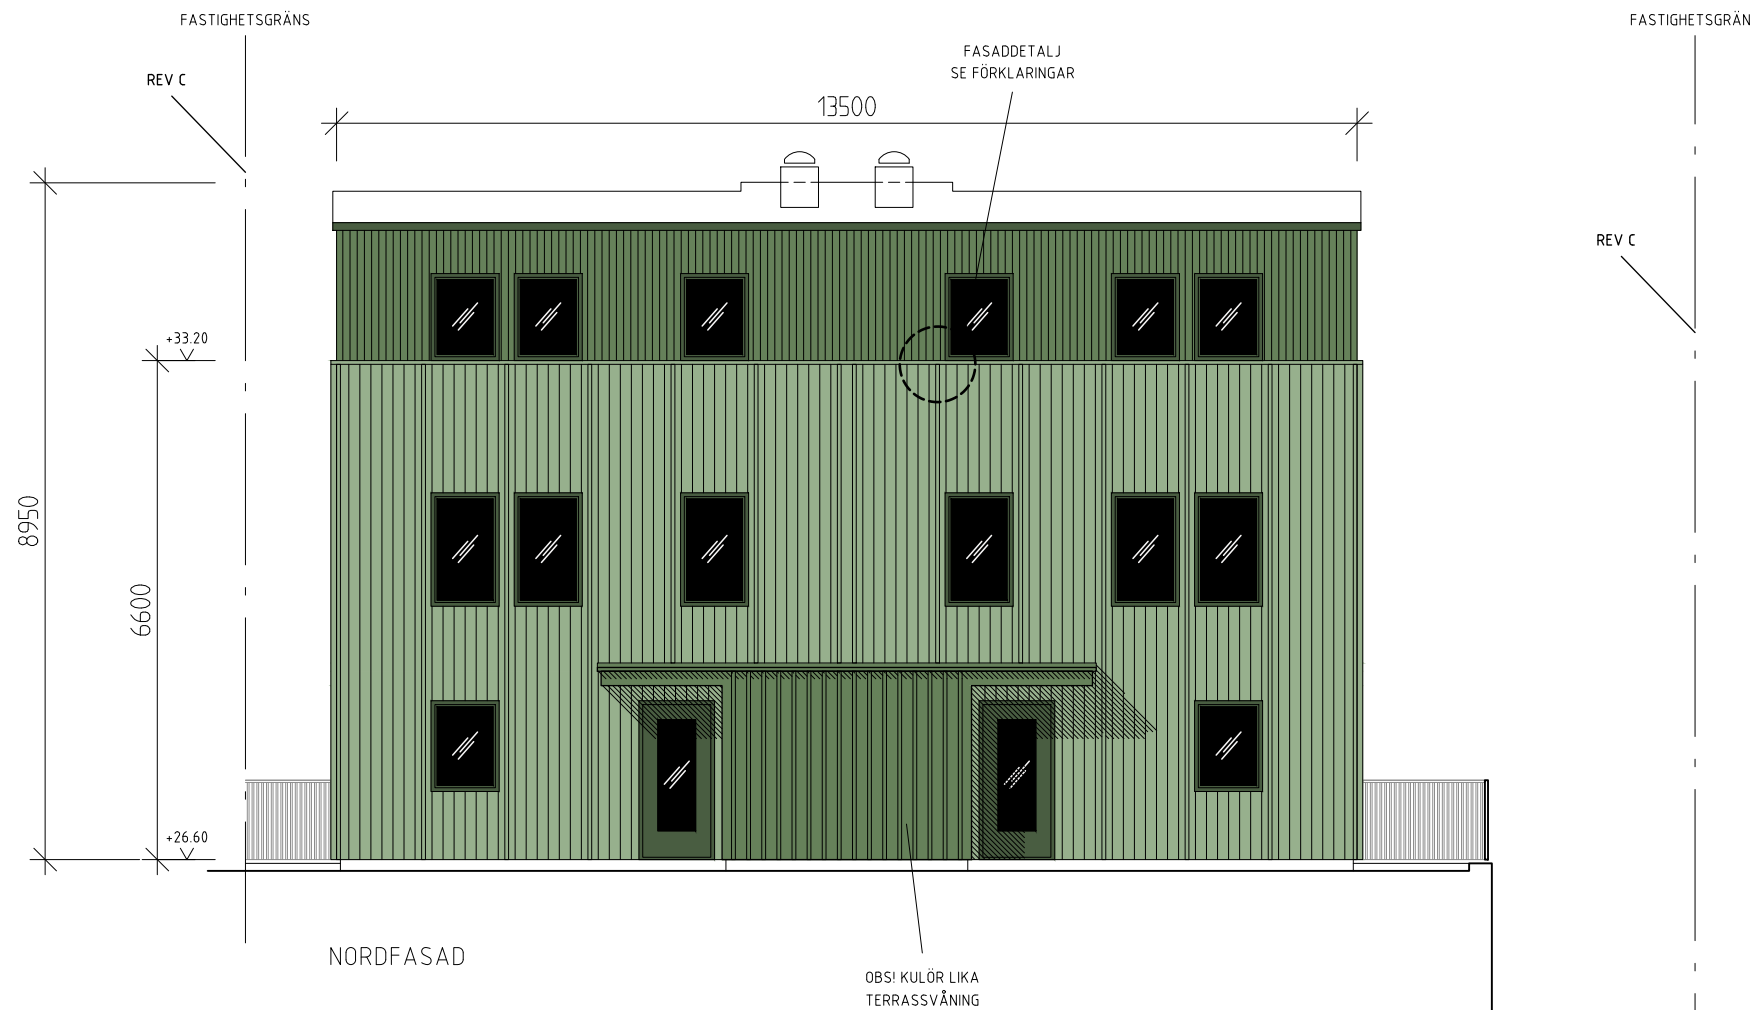 FASTIGHETSGRÄNS
FASTIGHETSGRÄN
FASADDETALJ
SE FÖRKLARINGAR
REV C
13500
REV C
+33.20
8950
6600
+26.60
NORDFASAD
OBS! KULÖR LIKA
TERRASSVÅNING